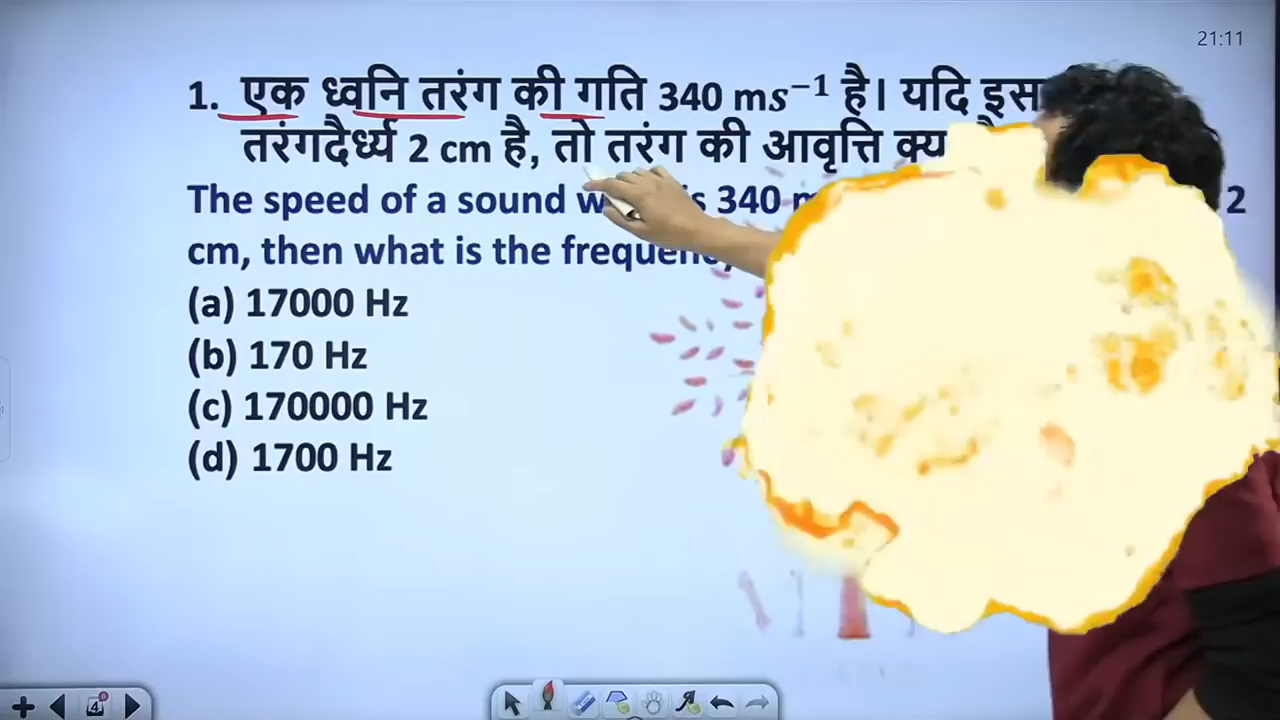 21:11
1. एक ध्वनि तरंग की गति 340 ms⁻¹ है। यदि इस
तरंगदैर्ध्य 2 cm है, तो तरंग की आवृत्ति
The speed of a sound 340 2
cm, then what is the
(a) 17000 Hz
(b) 170 Hz
(c) 170000 Hz
(d) 1700 Hz
4